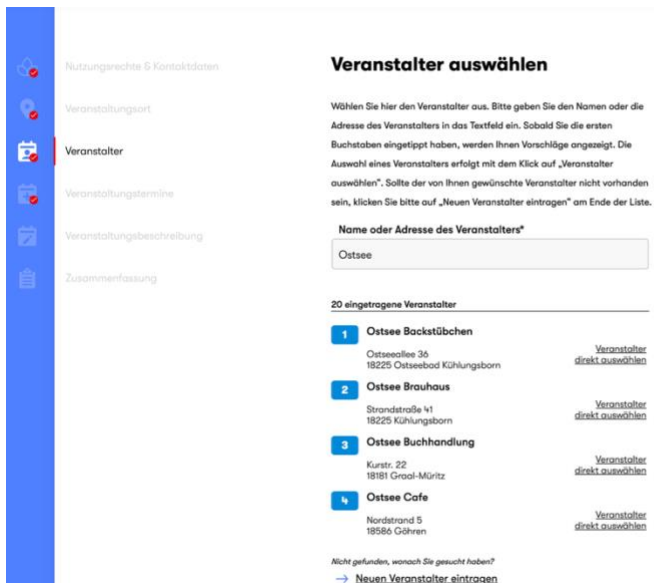 Nutzungsrechte & Kontaktdaten
Veranstaltungsort
Veranstalter
Veranstaltungstermine
Veranstaltungsbeschreibung
Zusammenfassung
Veranstalter auswählen
Wählen Sie hier den Veranstalter aus. Bitte geben Sie den Namen oder die
Adresse des Veranstalters in das Textfeld ein. Sobald Sie die ersten
Buchstaben eingetippt haben, werden Ihnen Vorschläge angezeigt. Die
Auswahl eines Veranstalters erfolgt mit dem Klick auf „Veranstalter
auswählen". Sollte der von Ihnen gewünschte Veranstalter nicht vorhanden
sein, klicken Sie bitte auf „Neuen Veranstalter eintragen" am Ende der Liste.
Name oder Adresse des Veranstalters*
Ostsee
20 eingetragene Veranstalter
1 Ostsee Backstübchen
Ostseeallee 36
18225 Ostseebad Kühlungsborn
Veranstalter
direkt auswählen
2 Ostsee Brauhaus
Strandstraße 41
18225 Kühlungsborn
Veranstalter
direkt auswählen
3 Ostsee Buchhandlung
Kurstr. 22
18181 Graal-Müritz
Veranstalter
direkt auswählen
4 Ostsee Cafe
Nordstrand 5
18586 Göhren
Veranstalter
direkt auswählen
Nicht gefunden, wonach Sie gesucht haben?
→ Neuen Veranstalter eintragen